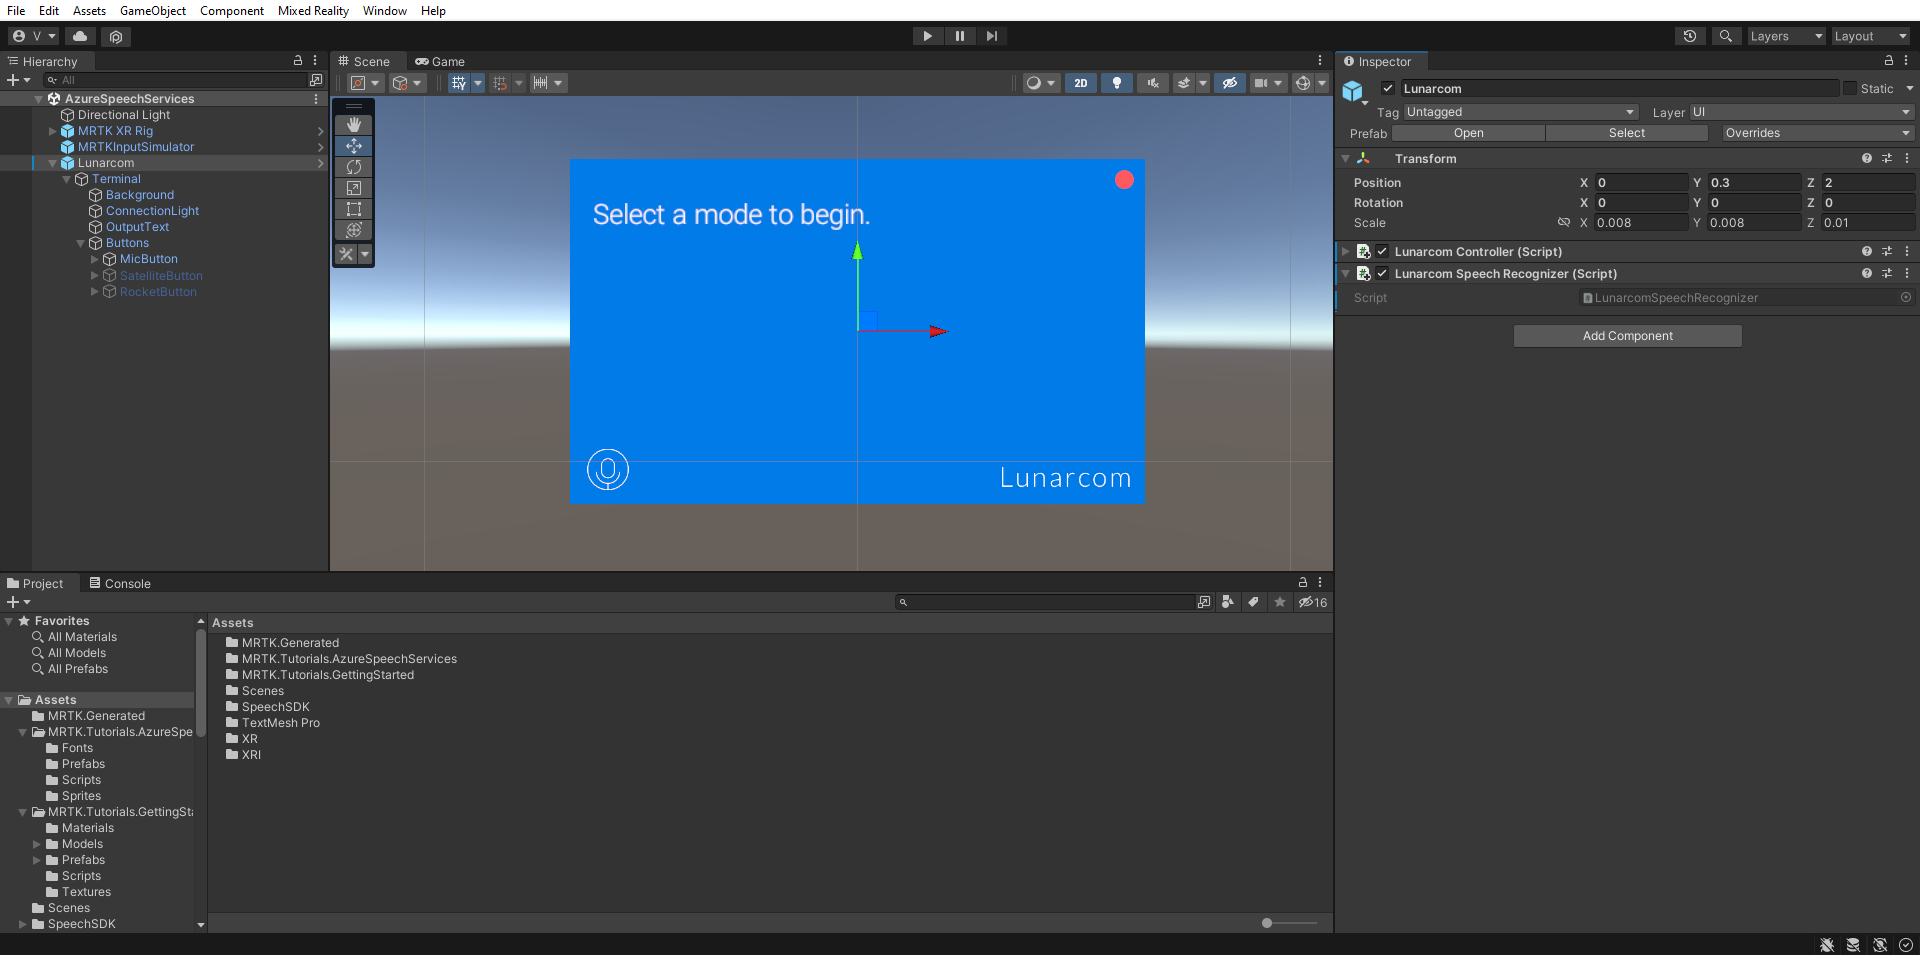 File Edit Assets GameObject Component Mixed Reality Window Help
V Layers Layout
Hierarchy
All
AzureSpeechServices
Directional Light
MRTK XR Rig
MRTKInputSimulator
Lunarcom
Terminal
Background
ConnectionLight
OutputText
Buttons
MicButton
SatelliteButton
RocketButton
Scene Game
2D
Select a mode to begin.
Lunarcom
Inspector
Lunarcom Static
Tag Untagged Layer UI
Prefab Open Select Overrides
Transform
Position X 0 Y 0.3 Z 2
Rotation X 0 Y 0 Z 0
Scale X 0.008 Y 0.008 Z 0.01
Lunarcom Controller (Script)
Lunarcom Speech Recognizer (Script)
Script LunarcomSpeechRecognizer
Add Component
Project Console
16
Favorites
All Materials
All Models
All Prefabs
Assets
MRTK.Generated
MRTK.Tutorials.AzureSpe
Fonts
Prefabs
Scripts
Sprites
MRTK.Tutorials.GettingSta
Materials
Models
Prefabs
Scripts
Textures
Scenes
SpeechSDK
Assets
MRTK.Generated
MRTK.Tutorials.AzureSpeechServices
MRTK.Tutorials.GettingStarted
Scenes
SpeechSDK
TextMesh Pro
XR
XRI